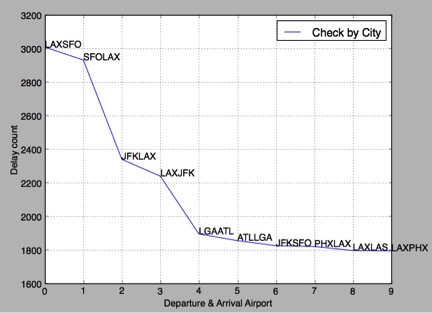 Check by City
3200
3000
2800
2600
2400
2200
2000
1800
1600
Delay count
LAXSFO
SFOLAX
JFKLAX
LAXJFK
LGAATL
ATLLGA
JFKSFO
PHXLAX
LAXLAS
LAXPHX
0 1 2 3 4 5 6 7 8 9
Departure & Arrival Airport